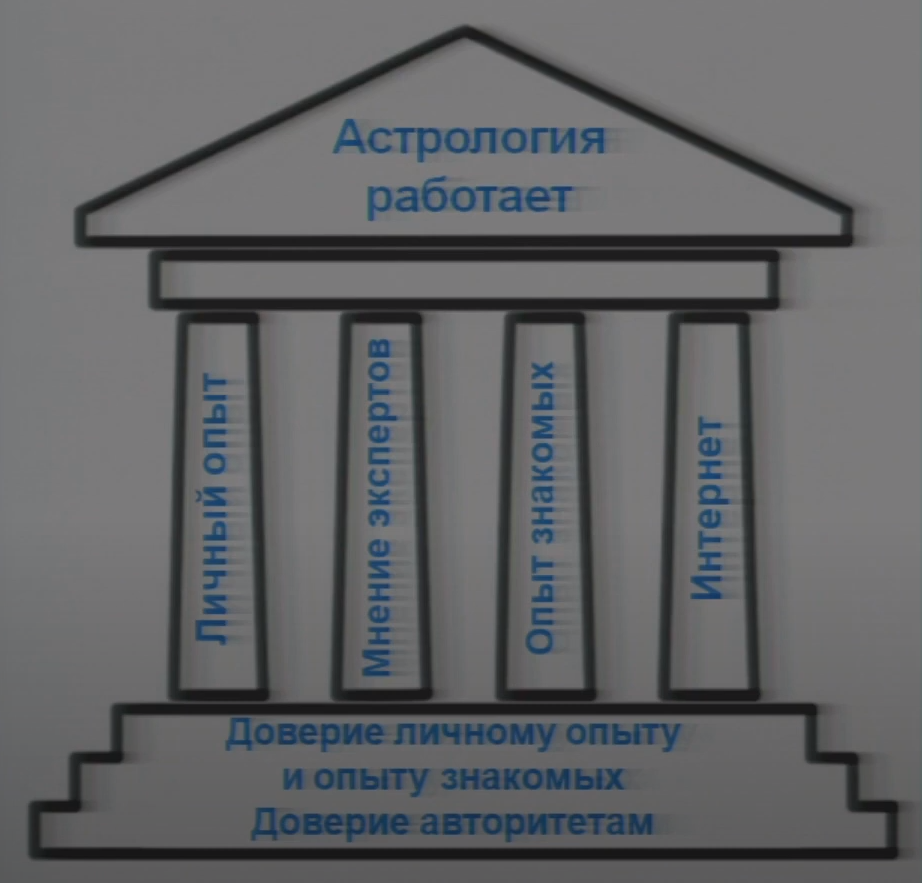 Астрология
работает
Личный опыт
Мнение экспертов
Опыт знакомых
Интернет
Доверие личному опыту
и опыту знакомых
Доверие авторитетам